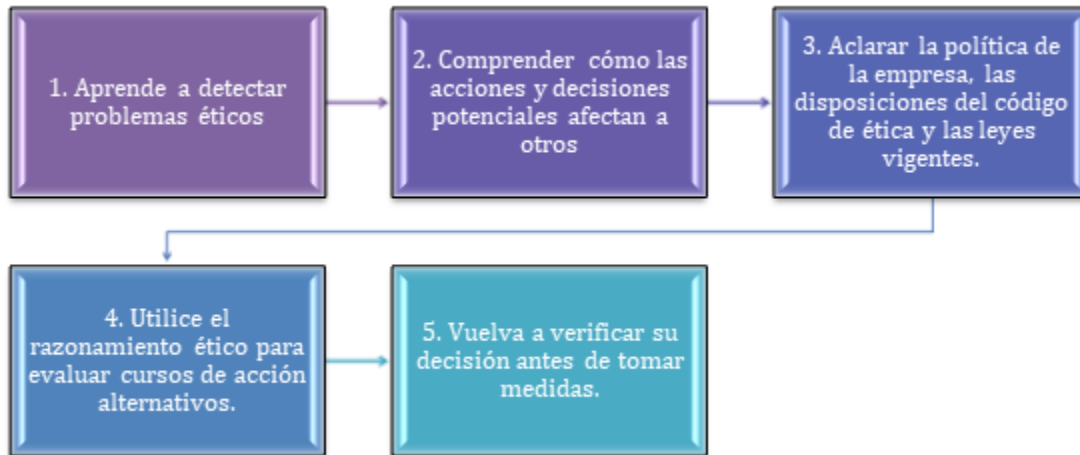 1. Aprende a detectar
problemas éticos
2. Comprender cómo las
acciones y decisiones
potenciales afectan a
otros
3. Aclarar la política de
la empresa, las
disposiciones del código
de ética y las leyes
vigentes.
4. Utilice el
razonamiento ético para
evaluar cursos de acción
alternativos.
5. Vuelva a verificar su
decisión antes de tomar
medidas.